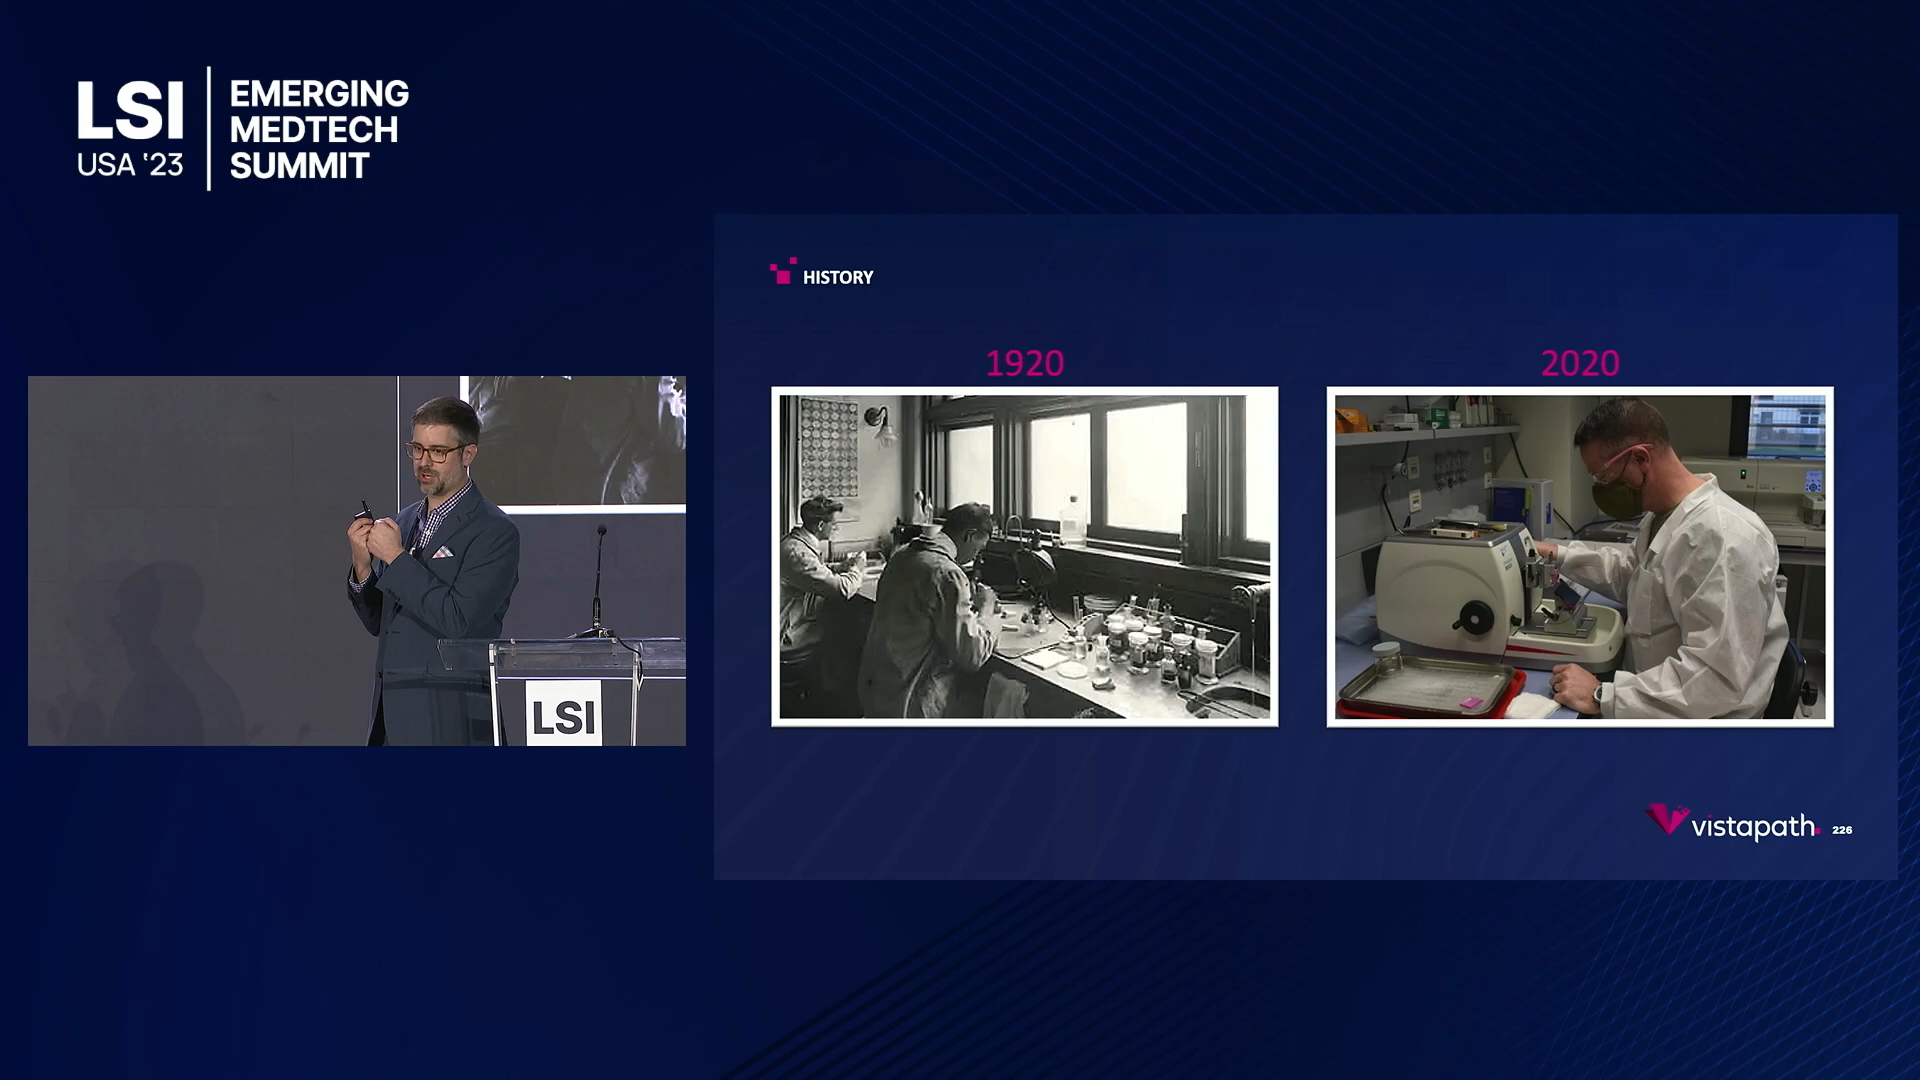 LSI
USA '23
EMERGING
MEDTECH
SUMMIT
HISTORY
1920
2020
LSI
vistapath
226